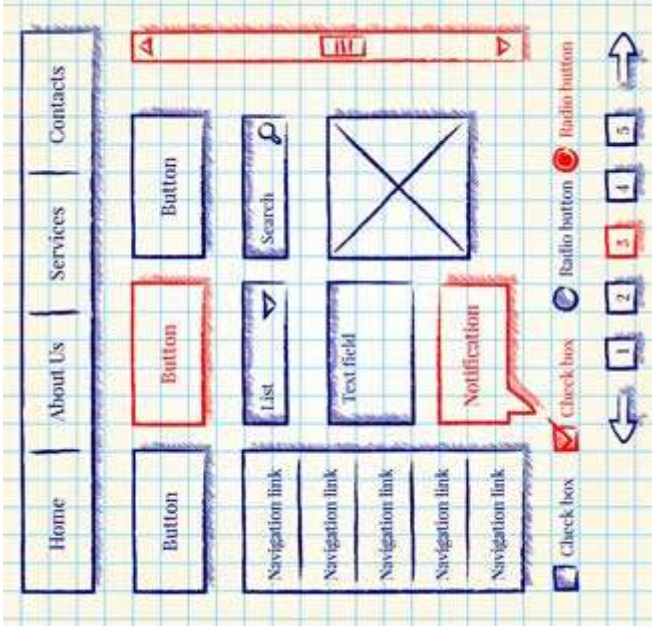 Home About Us Services Contacts
Button Button Button
Navigation link
Navigation link
Navigation link
Navigation link
Navigation link
List
Search
Text field
Notification
Check box Check box Radio button Radio button
1 2 3 4 5